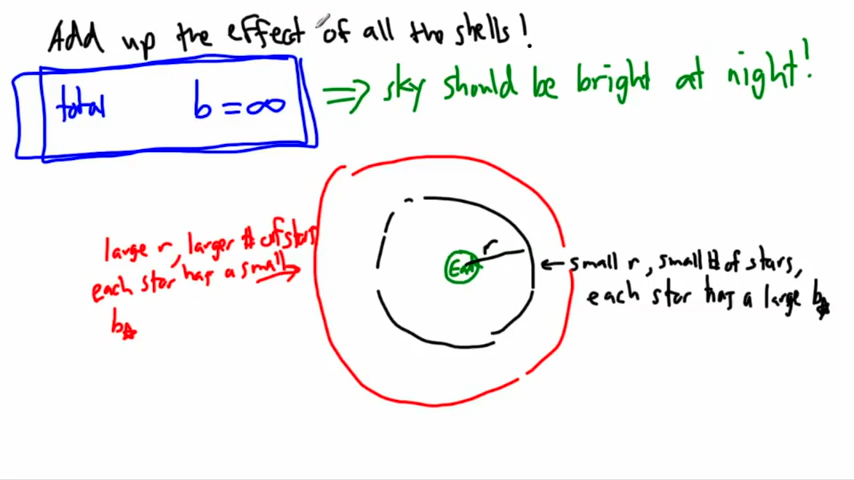 Add up the effect of all the shells!
total b = ∞
⇒ sky should be bright at night!
large r, larger # of stars
each star has a small →
b☆
Ear
r
← small r, small # of stars,
each star has a large b☆